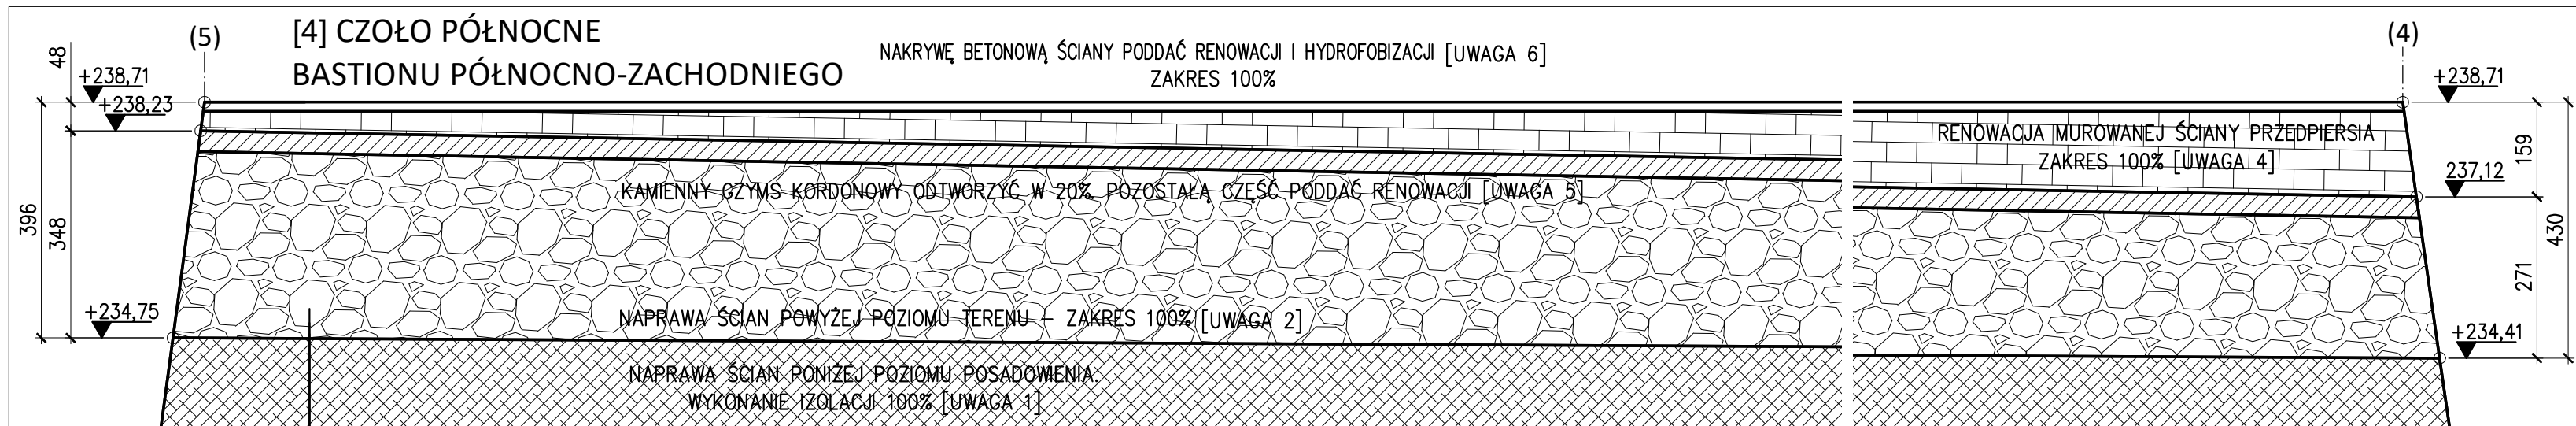 [4] CZOŁO PÓŁNOCNE
BASTIONU PÓŁNOCNO-ZACHODNIEGO
(5)
(4)
NAKRYWĘ BETONOWĄ ŚCIANY PODDAĆ RENOWACJI I HYDROFOBIZACJI [UWAGA 6]
ZAKRES 100%
48
+238,71
+238,23
396
348
+234,75
RENOWACJA MUROWANEJ ŚCIANY PRZEDPIERSIA
ZAKRES 100% [UWAGA 4]
KAMIENNY GZYMS KORDONOWY ODTWORZYĆ W 20%. POZOSTAŁĄ CZĘŚĆ PODDAĆ RENOWACJI [UWAGA 5]
NAPRAWA ŚCIAN POWYŻEJ POZIOMU TERENU – ZAKRES 100% [UWAGA 2]
NAPRAWA ŚCIAN PONIŻEJ POZIOMU POSADOWIENIA.
WYKONANIE IZOLACJI 100% [UWAGA 1]
+238,71
159
237,12
430
271
+234,41